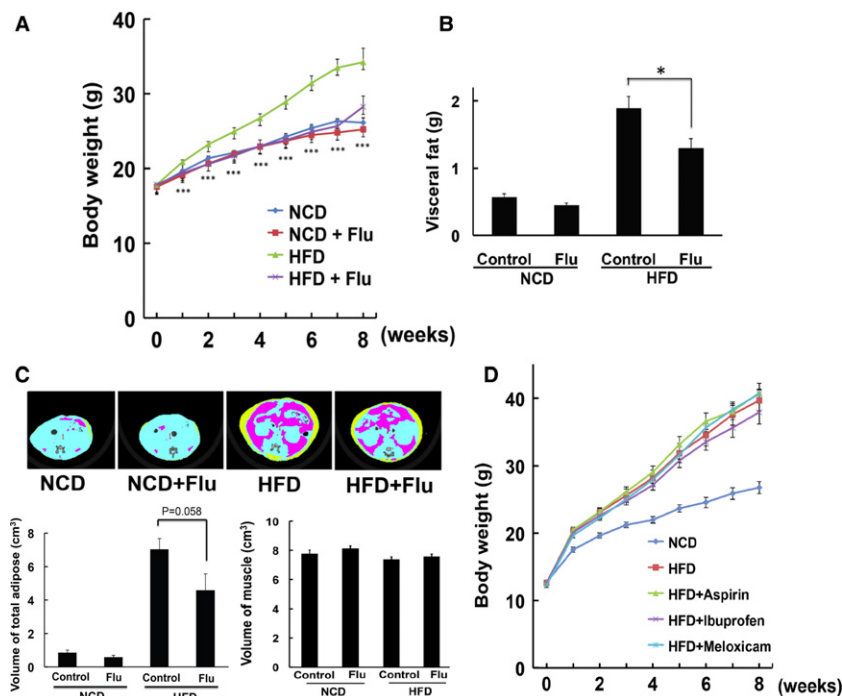 A
Body weight (g)
40
30
20
10
0
*** *** *** *** *** *** *** ***
NCD
NCD + Flu
HFD
HFD + Flu
0 2 4 6 8 (weeks)
B
Visceral fat (g)
*
2
1
0
Control Flu Control Flu
NCD HFD
C
NCD NCD+Flu HFD HFD+Flu
Volume of total adipose (cm³)
P=0.058
8
6
4
2
0
Control Flu Control Flu
NCD HFD
Volume of muscle (cm³)
10
8
6
4
2
0
Control Flu Control Flu
NCD HFD
D
Body weight (g)
40
30
20
10
0
NCD
HFD
HFD+Aspirin
HFD+Ibuprofen
HFD+Meloxicam
0 2 4 6 8 (weeks)